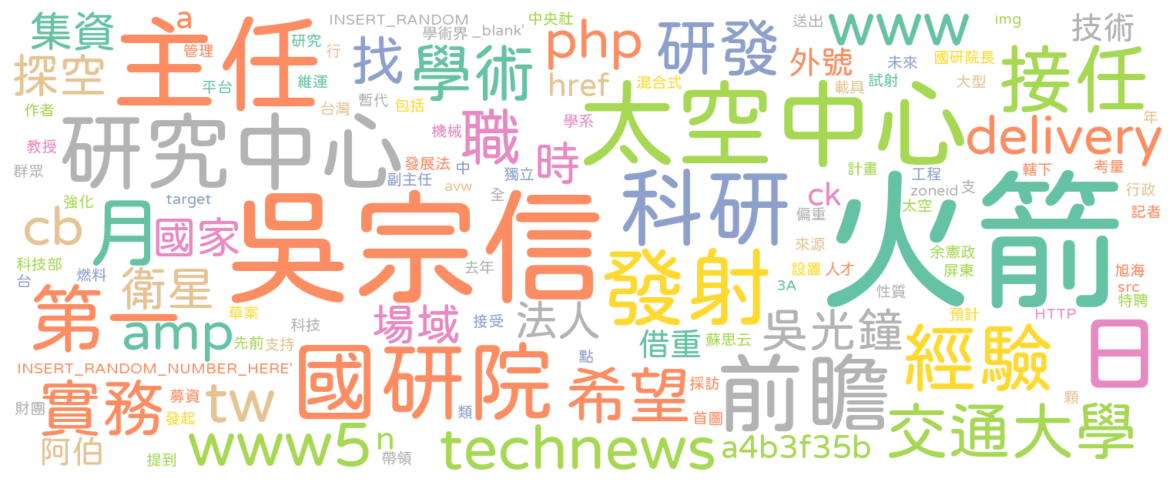 集資
主任
a
管理
研究
行
INSERT_RANDOM
學術界
_blank'
中央社
送出
www
img
技術
探空
平台
維運
找
學術
php
研發
外號
未來
國研院長
接任
作者
台灣
暫代
包括
href
混合式
載具
試射
大型
年
教授
研究中心
機械
職
學系
太空中心
delivery
群眾
副主任
發展法
中
avw
獨立
時
計畫
工程
轄下
考量
強化
target
全
科研
ck
偏重
zoneid
支
太空
行政
記者
cb
月
國家
吳宗信
火箭
來源
余憲政
屏東
科技部
台
燃料
衛星
去年
發射
3A
設置
人才
性質
旭海
src
特聘
第一
草案
科技
場域
接受
法人
借重
蘇思云
吳光鐘
預計
HTTP
amp
先前
支持
點
經驗
日
INSERT_RANDOM_NUMBER_HERE'
國研院
希望
採訪
前瞻
顆
財團
實務
募資
發起
tw
類
首圖
交通大學
阿伯
提到
www5
n
帶領
technews
a4b3f35b